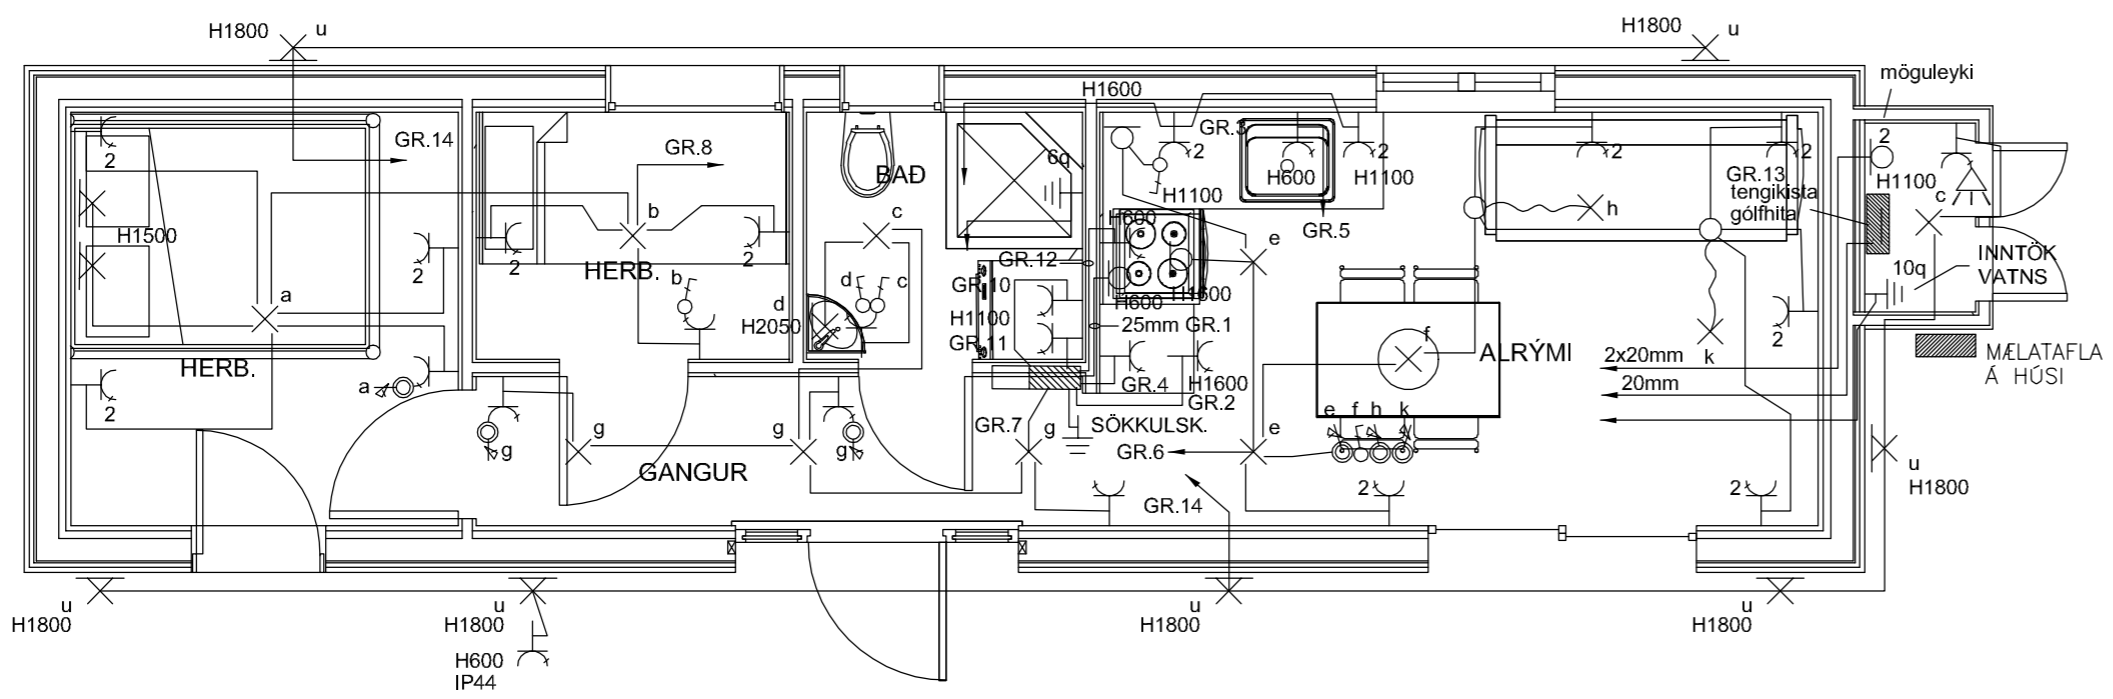 H1800
u
H1800
u
möguleyki
H1600
GR.14
GR.8
GR.3
2
2
2
2
2
2
6q
BAÐ
H600
H1100
H1100
GR.13
tengikista
gólfhita
H1100
c
H1500
b
c
e
h
2
2
2
HERB.
GR.12
GR.5
INNTÖK
VATNS
10q
a
b
d
c
d
GR.10
H600
H1600
H2050
H1100
25mm
GR.1
f
2
GR.11
ALRÝMI
k
2x20mm
MÆLATAFLA
Á HÚSI
HERB.
a
GR.4
H1600
GR.2
20mm
2
e
f
h
k
g
g
g
GR.7
g
SÖKKULSK.
e
g
GR.6
GANGUR
u
H1800
GR.14
2
2
u
H1800
u
H1800
u
H1800
u
H1800
H600
IP44